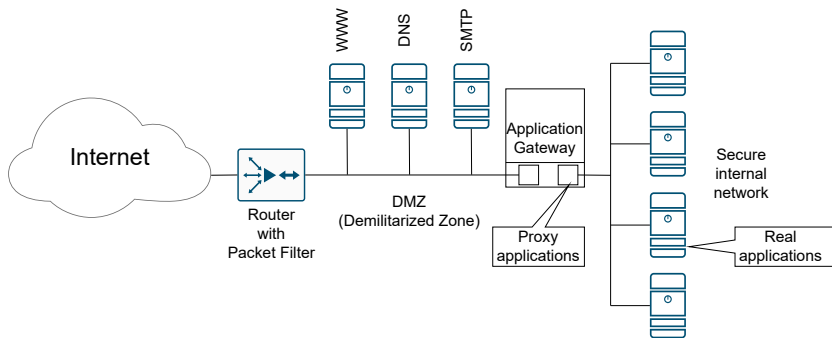 WWW
DNS
SMTP
Internet
Router
with
Packet Filter
DMZ
(Demilitarized Zone)
Application
Gateway
Proxy
applications
Secure
internal
network
Real
applications